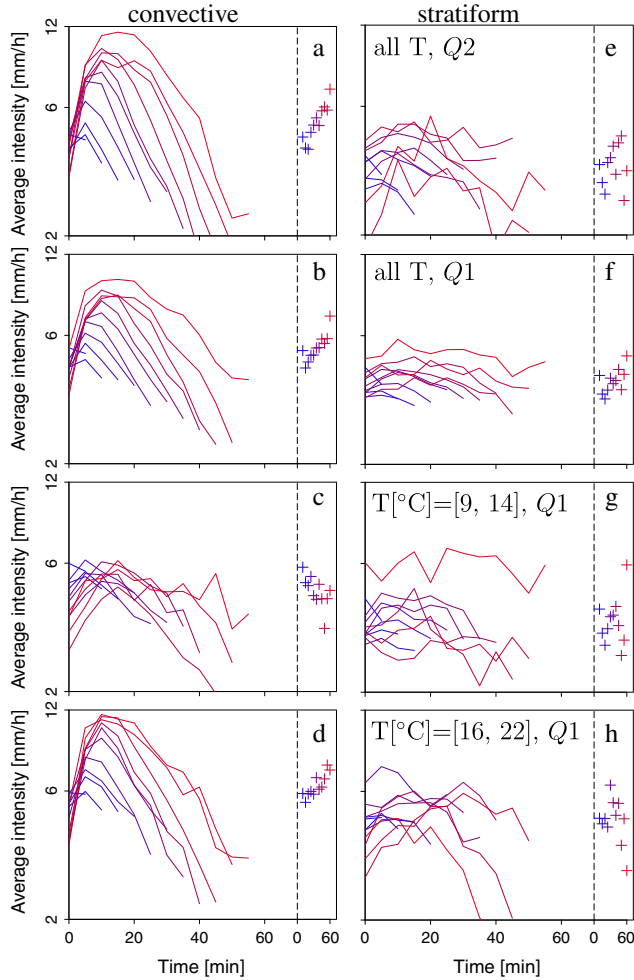 convective stratiform
Average intensity [mm/h]
12
6
2
a
e
all T, Q2
Average intensity [mm/h]
12
6
2
b
f
all T, Q1
Average intensity [mm/h]
12
6
2
c
g
T[°C]=[9, 14], Q1
Average intensity [mm/h]
12
6
2
d
h
T[°C]=[16, 22], Q1
0 20 40 60 0 60 0 20 40 60 0 60
Time [min] Time [min]